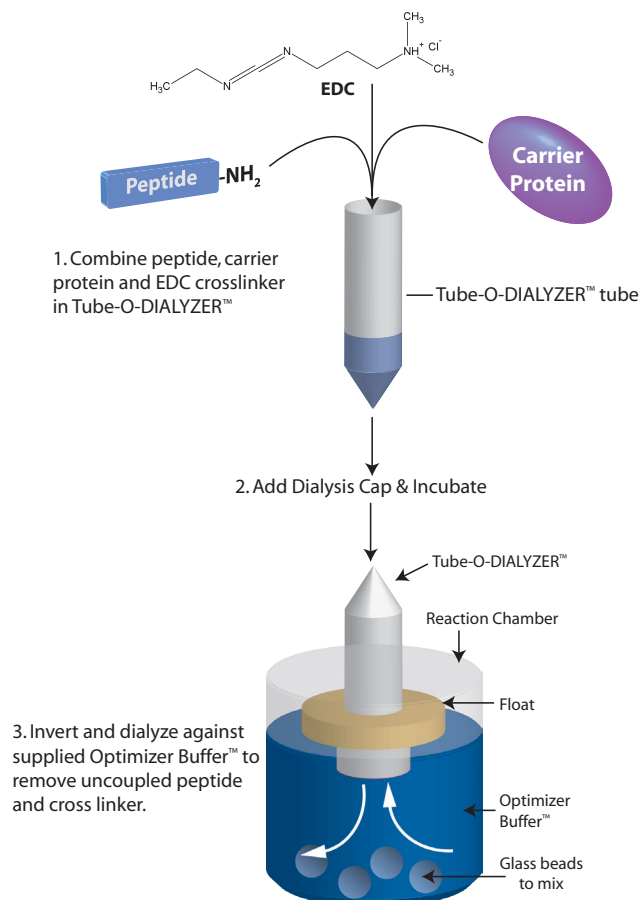 CH₃
N
NH⁺ Cl⁻
H₃C
N
CH₃
EDC
Peptide -NH₂
Carrier
Protein
1. Combine peptide, carrier
protein and EDC crosslinker
in Tube-O-DIALYZER™
Tube-O-DIALYZER™ tube
2. Add Dialysis Cap & Incubate
Tube-O-DIALYZER™
Reaction Chamber
Float
3. Invert and dialyze against
supplied Optimizer Buffer™ to
remove uncoupled peptide
and cross linker.
Optimizer
Buffer™
Glass beads
to mix